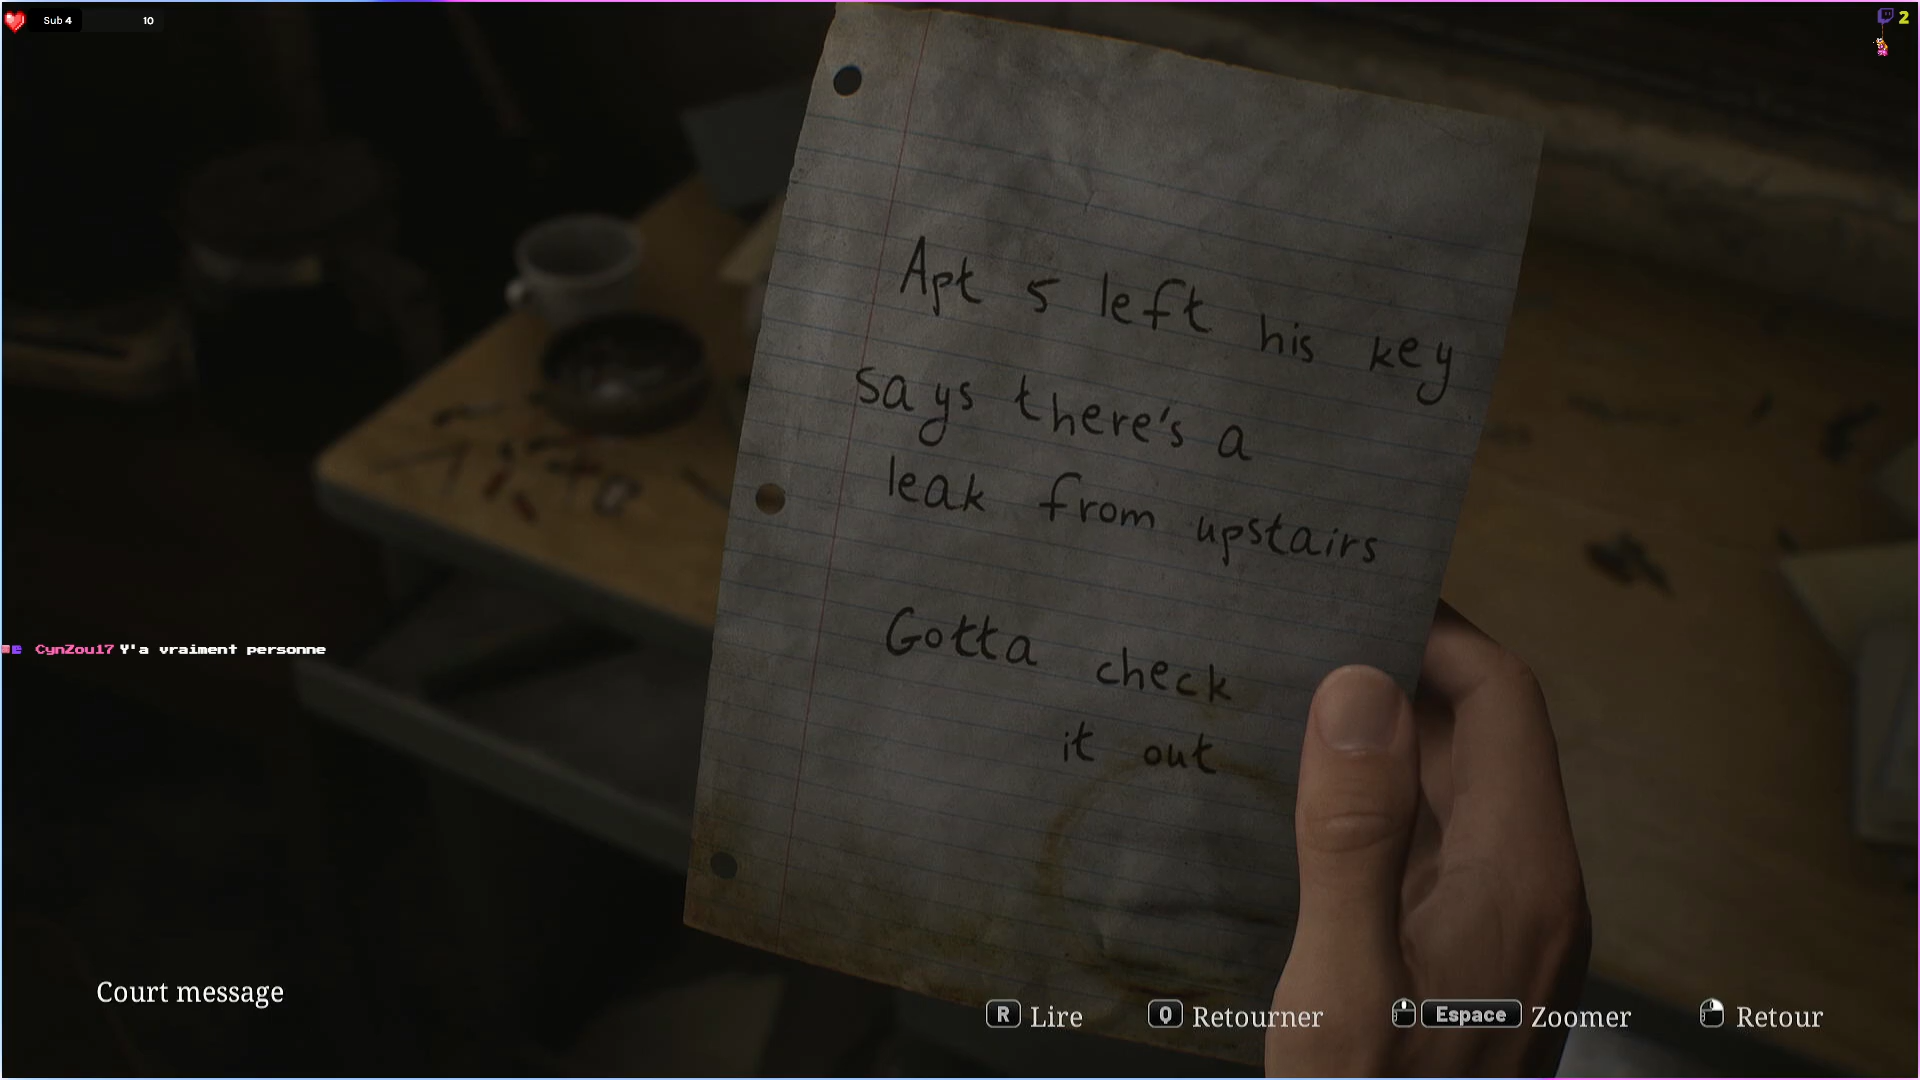 Sub 4 10
2
Apt 5 left his key
says there's a
leak from upstairs
Gotta check
it out
CynZou17 Y'a vraiment personne
Court message
R Lire Q Retourner Espace Zoomer Retour